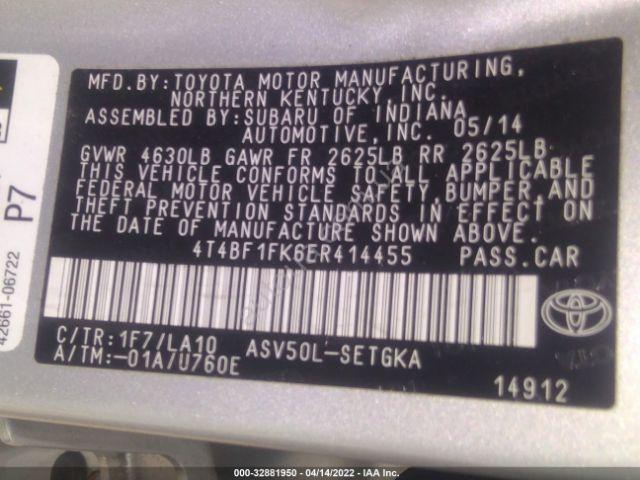 MFD.BY:TOYOTA MOTOR MANUFACTURING,
NORTHERN KENTUCKY,INC.
ASSEMBLED BY:SUBARU OF INDIANA
AUTOMOTIVE,INC. 05/14
GVWR 4630LB GAWR FR 2625LB RR 2625LB
THIS VEHICLE CONFORMS TO ALL APPLICABLE
FEDERAL MOTOR VEHICLE SAFETY,BUMPER,AND
THEFT PREVENTION STANDARDS IN EFFECT ON
THE DATE OF MANUFACTURE SHOWN ABOVE.
4T4BF1FK6ER414455 PASS.CAR
C/TR:1F7/LA10 ASV50L-SETGKA
A/TM:-01A/U760E
14912
TOYOTA
P7
42661-06722
000-32881950 - 04/14/2022 - IAAI.COM